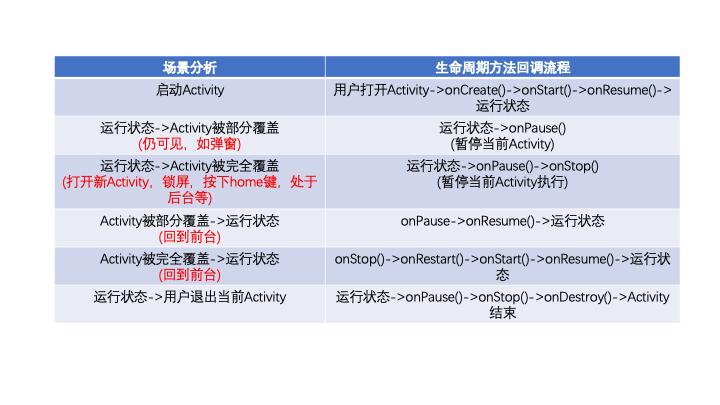 场景分析
生命周期方法回调流程
启动Activity
用户打开Activity->onCreate()->onStart()->onResume()->
运行状态
运行状态->Activity被部分覆盖
(仍可见，如弹窗)
运行状态->onPause()
(暂停当前Activity)
运行状态->Activity被完全覆盖
(打开新Activity，锁屏，按下home键，处于
后台等)
运行状态->onPause()->onStop()
(暂停当前Activity执行)
Activity被部分覆盖->运行状态
(回到前台)
onPause->onResume()->运行状态
Activity被完全覆盖->运行状态
(回到前台)
onStop()->onRestart()->onStart()->onResume()->运行状
态
运行状态->用户退出当前Activity
运行状态->onPause()->onStop()->onDestroy()->Activity
结束